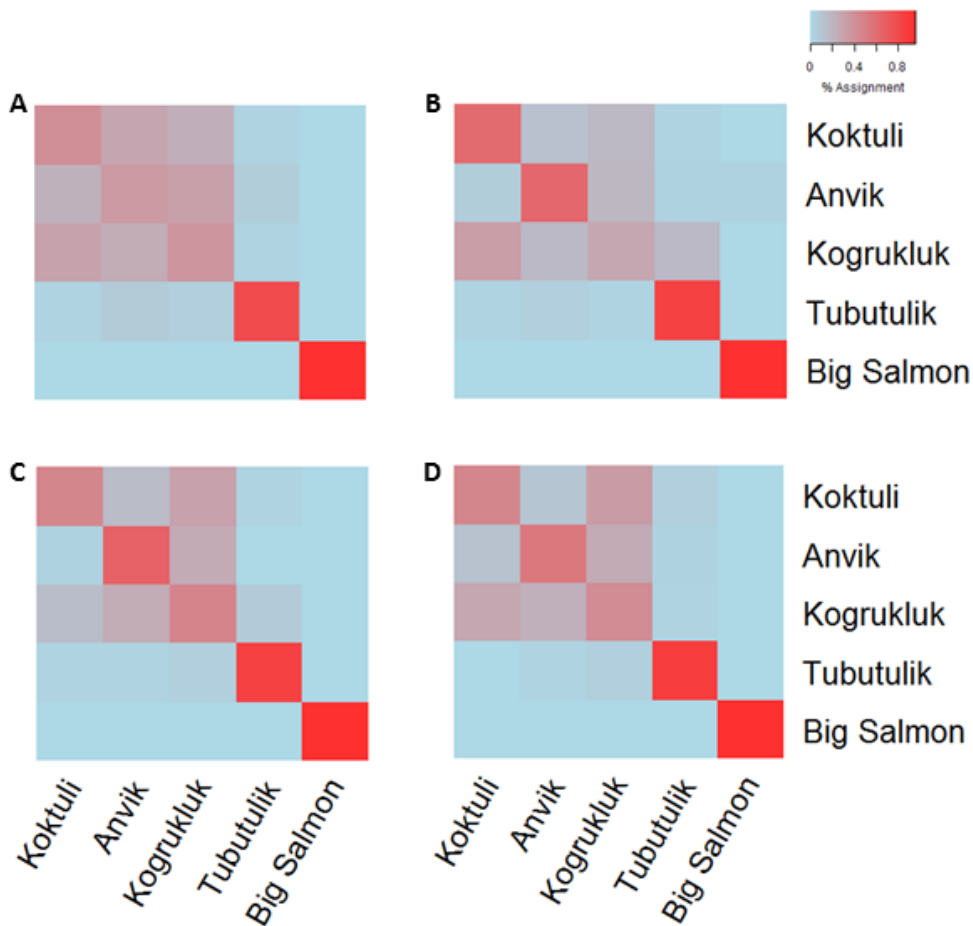 0 0.4 0.8
% Assignment
A
B
Koktuli
Anvik
Kogrukluk
Tubutulik
Big Salmon
C
D
Koktuli
Anvik
Kogrukluk
Tubutulik
Big Salmon
Koktuli
Anvik
Kogrukluk
Tubutulik
Big Salmon
Koktuli
Anvik
Kogrukluk
Tubutulik
Big Salmon